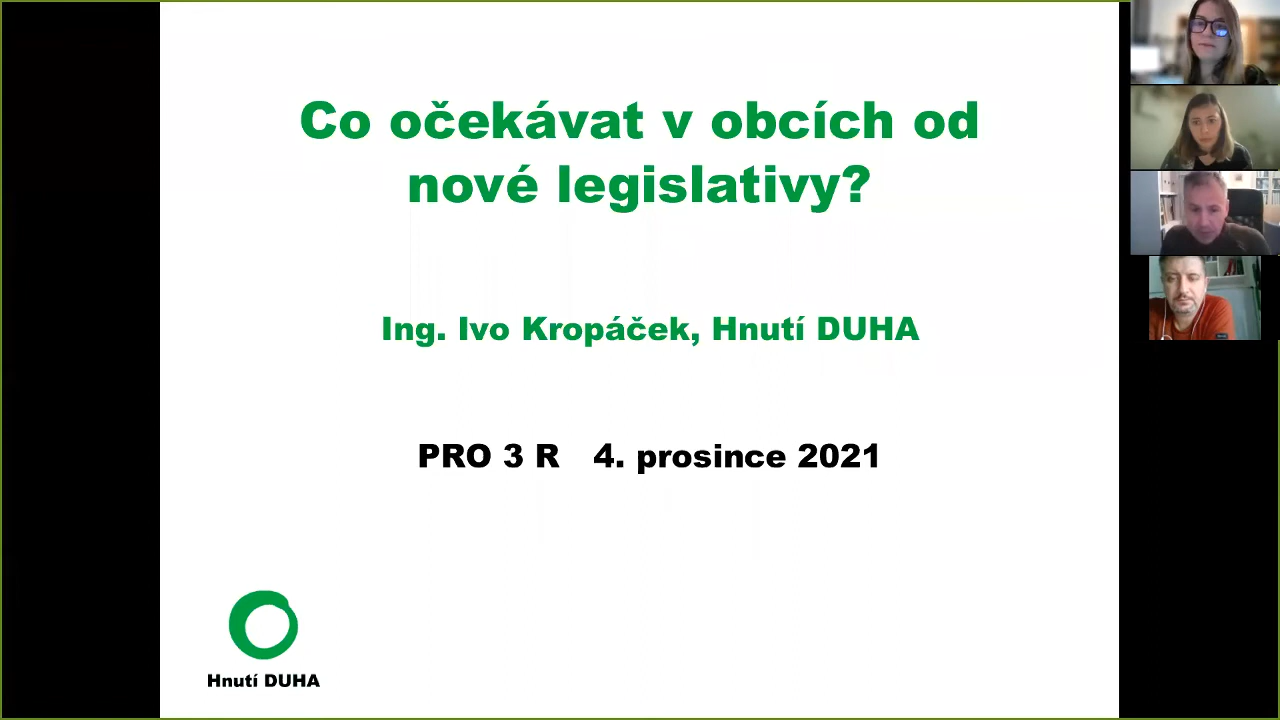 Co očekávat v obcích od
nové legislativy?
Ing. Ivo Kropáček, Hnutí DUHA
PRO 3 R 4. prosince 2021
Hnutí DUHA